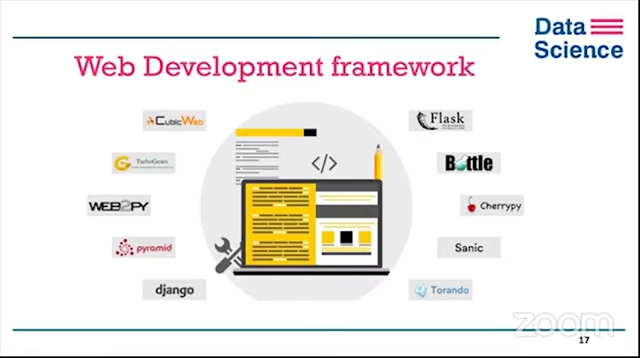 Data
Science
Web Development framework
CubicWeb
Flask
TurboGears
Bottle
WEB2PY
Cherrypy
pyramid
Sanic
django
Torando
zoom
17